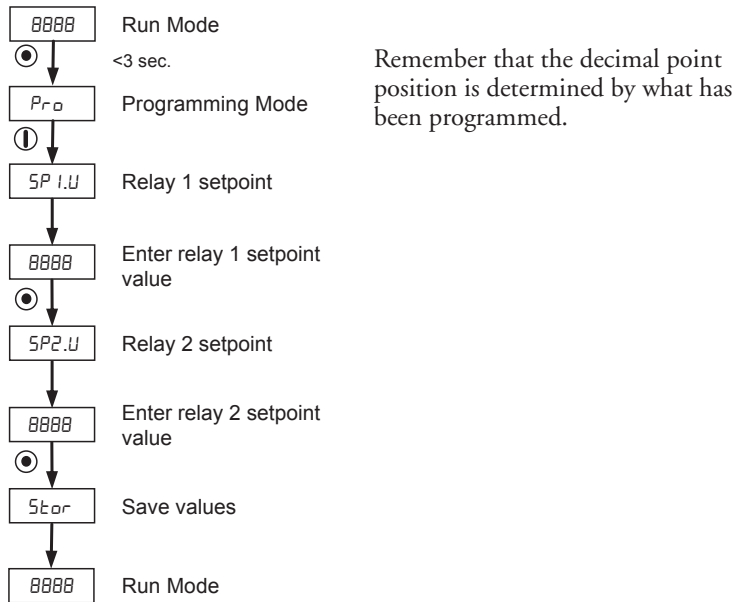 8888 Run Mode
<3 sec.
Pro Programming Mode
SP1.U Relay 1 setpoint
8888 Enter relay 1 setpoint
value
SP2.U Relay 2 setpoint
8888 Enter relay 2 setpoint
value
Stor Save values
8888 Run Mode
Remember that the decimal point
position is determined by what has
been programmed.